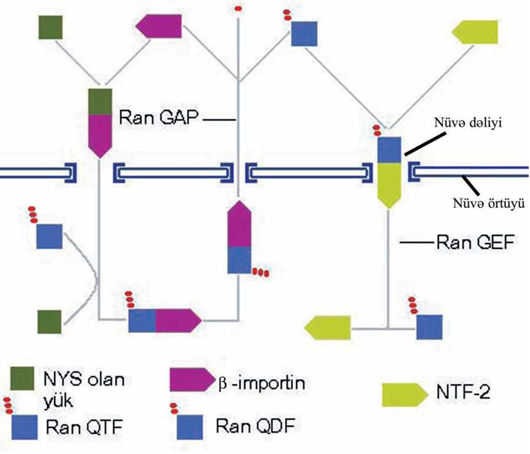 Ran GAP
Nüvə dəliyi
Nüvə örtüyü
Ran GEF
NYS olan
yük
β-importin
NTF-2
Ran QTF
Ran QDF